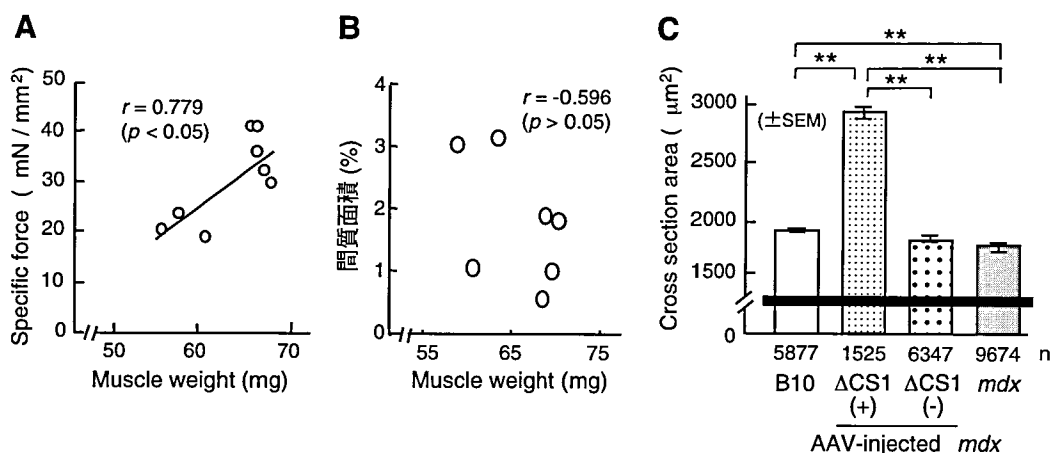 A
Specific force ( mN / mm²)
50
40
30
20
10
0
r = 0.779
(p < 0.05)
50 60 70
Muscle weight (mg)
B
間質面積 (%)
4
3
2
1
0
r = -0.596
(p > 0.05)
55 65 75
Muscle weight (mg)
C
Cross section area ( μm²)
3000
2500
2000
1500
0
(±SEM)
**
** **
**
5877 1525 6347 9674 n
B10 ΔCS1 ΔCS1 mdx
(+) (-)
AAV-injected mdx